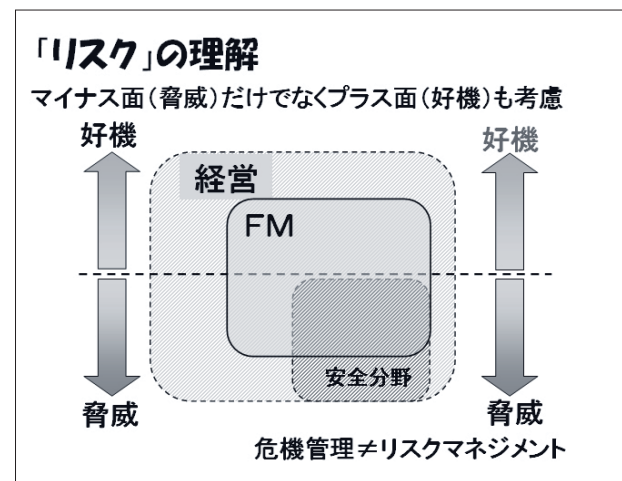 「リスク」の理解
マイナス面(脅威)だけでなくプラス面(好機)も考慮
好機
好機
経営
FM
安全分野
脅威
脅威
危機管理≠リスクマネジメント